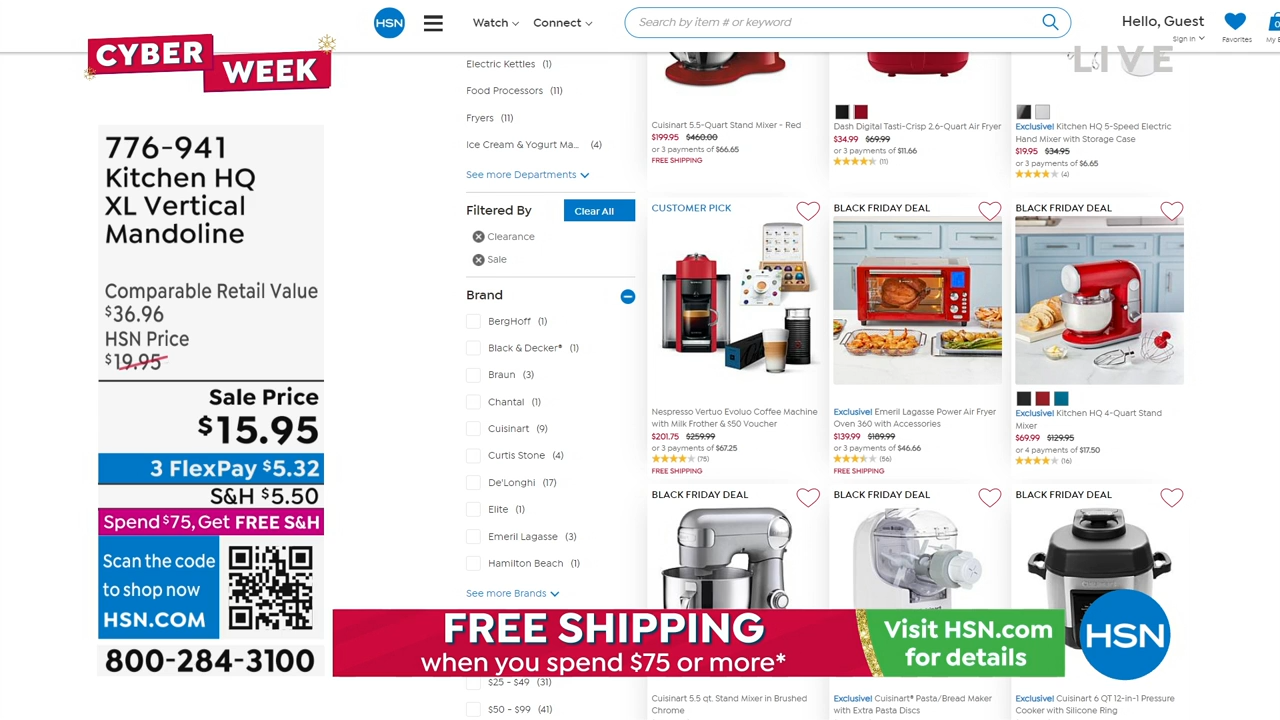 HSN
Watch
Connect
Search by item # or keyword
Hello, Guest
Sign In
Favorites
LIVE
CYBER
WEEK
776-941
Kitchen HQ
XL Vertical
Mandoline
Comparable Retail Value
$36.96
HSN Price
$19.95
Sale Price
$15.95
3 FlexPay $5.32
S&H $5.50
Spend $75, Get FREE S&H
Scan the code
to shop now
HSN.COM
800-284-3100
Electric Kettles (1)
Food Processors (11)
Fryers (11)
Ice Cream & Yogurt Ma... (4)
See more Departments
Filtered By
Clear All
Clearance
Sale
Brand
BergHoff (1)
Black & Decker® (1)
Braun (3)
Chantal (1)
Cuisinart (9)
Curtis Stone (4)
De'Longhi (17)
Elite (1)
Emeril Lagasse (3)
Hamilton Beach (1)
See more Brands
$25 - $49 (31)
$50 - $99 (41)
Cuisinart 5.5-Quart Stand Mixer - Red
$199.95 $460.00
or 3 payments of $66.65
FREE SHIPPING
Dash Digital Tasti-Crisp 2.6-Quart Air Fryer
$34.99 $69.99
or 3 payments of $11.66
(11)
Exclusive! Kitchen HQ 5-Speed Electric
Hand Mixer with Storage Case
$19.95 $34.95
or 3 payments of $6.65
(4)
CUSTOMER PICK
Nespresso Vertuo Evoluo Coffee Machine
with Milk Frother & $50 Voucher
$201.75 $259.99
or 3 payments of $67.25
(75)
FREE SHIPPING
BLACK FRIDAY DEAL
Exclusive! Emeril Lagasse Power Air Fryer
Oven 360 with Accessories
$139.99 $189.99
or 3 payments of $46.66
(56)
FREE SHIPPING
BLACK FRIDAY DEAL
Exclusive! Kitchen HQ 4-Quart Stand
Mixer
$69.99 $129.95
or 4 payments of $17.50
(16)
BLACK FRIDAY DEAL
Cuisinart 5.5 qt. Stand Mixer in Brushed
Chrome
BLACK FRIDAY DEAL
Exclusive! Cuisinart® Pasta/Bread Maker
with Extra Pasta Discs
BLACK FRIDAY DEAL
Exclusive! Cuisinart 6 QT 12-in-1 Pressure
Cooker with Silicone Ring
FREE SHIPPING
when you spend $75 or more*
Visit HSN.com
for details
HSN